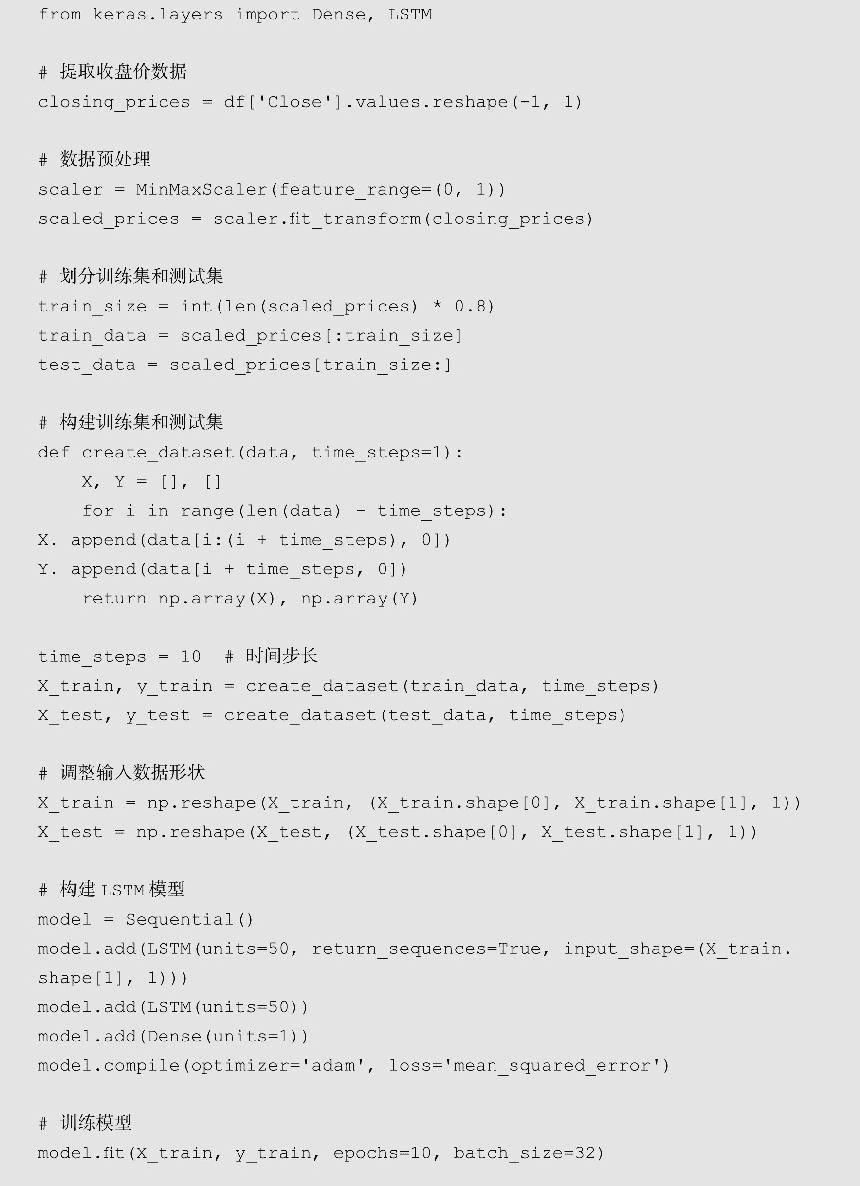 from keras.layers import Dense, LSTM
# 提取收盘价数据
closing_prices = df['Close'].values.reshape(-1, 1)
# 数据预处理
scaler = MinMaxScaler(feature_range=(0, 1))
scaled_prices = scaler.fit_transform(closing_prices)
# 划分训练集和测试集
train_size = int(len(scaled_prices) * 0.8)
train_data = scaled_prices[:train_size]
test_data = scaled_prices[train_size:]
# 构建训练集和测试集
def create_dataset(data, time_steps=1):
    X, Y = [], []
    for i in range(len(data) - time_steps):
X. append(data[i:(i + time_steps), 0])
Y. append(data[i + time_steps, 0])
    return np.array(X), np.array(Y)
time_steps = 10  # 时间步长
X_train, y_train = create_dataset(train_data, time_steps)
X_test, y_test = create_dataset(test_data, time_steps)
# 调整输入数据形状
X_train = np.reshape(X_train, (X_train.shape[0], X_train.shape[1], 1))
X_test = np.reshape(X_test, (X_test.shape[0], X_test.shape[1], 1))
# 构建 LSTM 模型
model = Sequential()
model.add(LSTM(units=50, return_sequences=True, input_shape=(X_train.
shape[1], 1)))
model.add(LSTM(units=50))
model.add(Dense(units=1))
model.compile(optimizer='adam', loss='mean_squared_error')
# 训练模型
model.fit(X_train, y_train, epochs=10, batch_size=32)